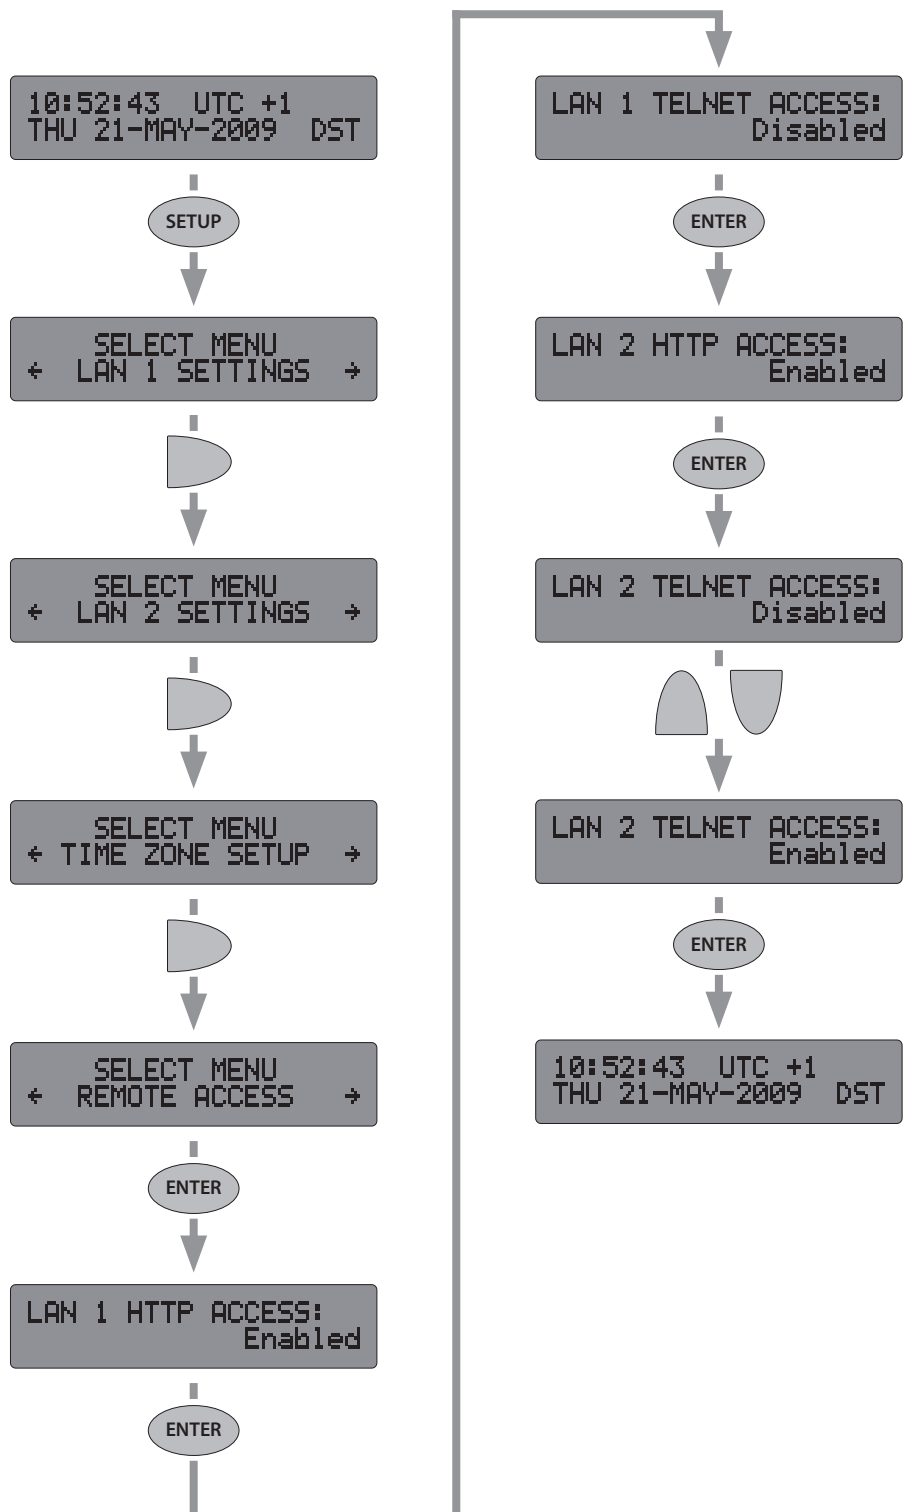 10:52:43 UTC +1
THU 21-MAY-2009 DST
SETUP
SELECT MENU
← LAN 1 SETTINGS →
SELECT MENU
← LAN 2 SETTINGS →
SELECT MENU
← TIME ZONE SETUP →
SELECT MENU
← REMOTE ACCESS →
ENTER
LAN 1 HTTP ACCESS:
Enabled
ENTER
LAN 1 TELNET ACCESS:
Disabled
ENTER
LAN 2 HTTP ACCESS:
Enabled
ENTER
LAN 2 TELNET ACCESS:
Disabled
LAN 2 TELNET ACCESS:
Enabled
ENTER
10:52:43 UTC +1
THU 21-MAY-2009 DST